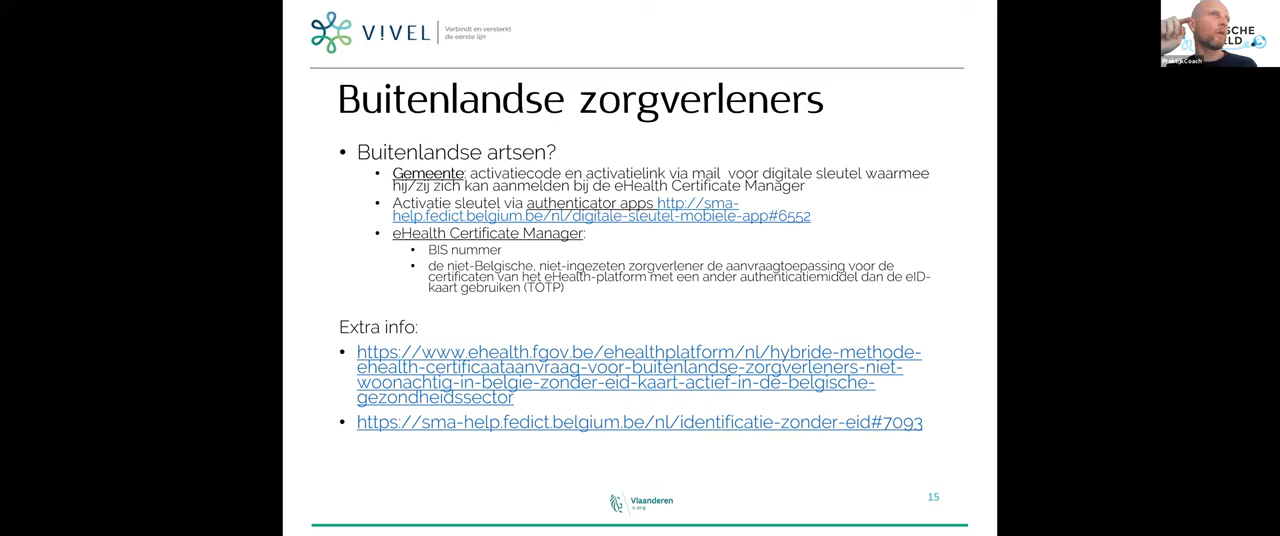 V!VEL
Verbindt en versterkt
de eerste lijn
SCHE
ELD
PraktijkCoach
Buitenlandse zorgverleners
• Buitenlandse artsen?
• Gemeente: activatiecode en activatielink via mail voor digitale sleutel waarmee
hij/zij zich kan aanmelden bij de eHealth Certificate Manager
• Activatie sleutel via authenticator apps http://sma-
help.fedict.belgium.be/nl/digitale-sleutel-mobiele-app#6552
• eHealth Certificate Manager:
• BIS nummer
• de niet-Belgische, niet-ingezeten zorgverlener de aanvraagtoepassing voor de
certificaten van het eHealth-platform met een ander authenticatiemiddel dan de eID-
kaart gebruiken (TOTP)
Extra info:
• https://www.ehealth.fgov.be/ehealthplatform/nl/hybride-methode-
ehealth-certificaataanvraag-voor-buitenlandse-zorgverleners-niet-
woonachtig-in-belgie-zonder-eid-kaart-actief-in-de-belgische-
gezondheidssector
• https://sma-help.fedict.belgium.be/nl/identificatie-zonder-eid#7093
Vlaanderen
is zorg
15